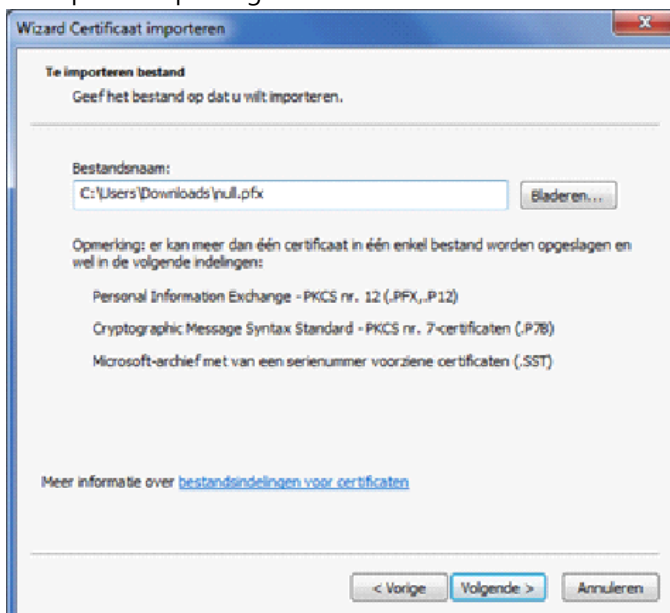 Wizard Certificaat importeren
Te importeren bestand
Geef het bestand op dat u wilt importeren.
Bestandsnaam:
C:\Users\Downloads\null.pfx
Bladeren...
Opmerking: er kan meer dan één certificaat in één enkel bestand worden opgeslagen en
wel in de volgende indelingen:
Personal Information Exchange - PKCS nr. 12 (.PFX,.P12)
Cryptographic Message Syntax Standard - PKCS nr. 7-certificaten (.P7B)
Microsoft-archief met van een serienummer voorziene certificaten (.SST)
Meer informatie over bestandsindelingen voor certificaten
< Vorige
Volgende >
Annuleren